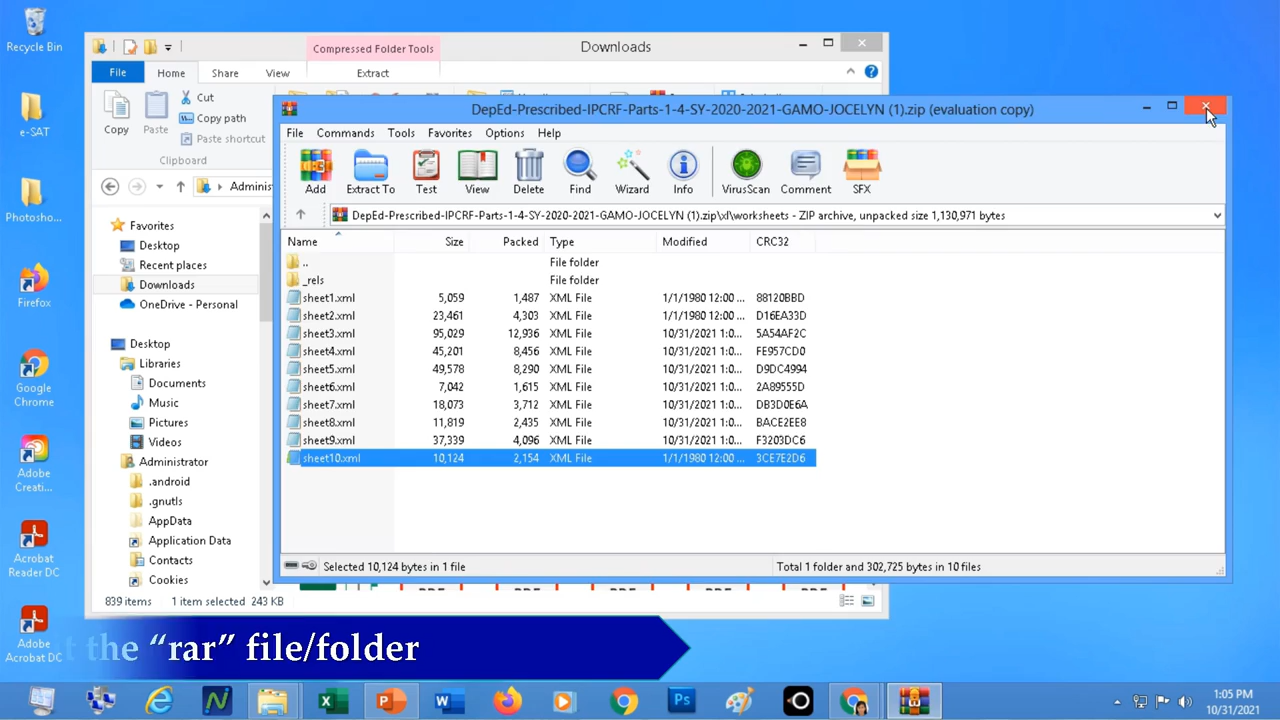 Recycle Bin
e-SAT
Photosho...
Firefox
Google
Chrome
Adobe
Creati...
Acrobat
Reader DC
Adobe
Acrobat DC
Compressed Folder Tools
Downloads
File
Home
Share
View
Extract
Copy
Paste
Cut
Copy path
Paste shortcut
Clipboard
Adminis
Favorites
Desktop
Recent places
Downloads
OneDrive - Personal
Desktop
Libraries
Documents
Music
Pictures
Videos
Administrator
.android
.gnutls
AppData
Application Data
Contacts
Cookies
839 items
1 item selected 243 KB
DepEd-Prescribed-IPCRF-Parts-1-4-SY-2020-2021-GAMO-JOCELYN (1).zip (evaluation copy)
File Commands Tools Favorites Options Help
Add Extract To Test View Delete Find Wizard Info VirusScan Comment SFX
DepEd-Prescribed-IPCRF-Parts-1-4-SY-2020-2021-GAMO-JOCELYN (1).zip\xl\worksheets - ZIP archive, unpacked size 1,130,971 bytes
Name Size Packed Type Modified CRC32
.. File folder
_rels File folder
sheet1.xml 5,059 1,487 XML File 1/1/1980 12:00 ... 88120BBD
sheet2.xml 23,461 4,303 XML File 1/1/1980 12:00 ... D16EA33D
sheet3.xml 95,029 12,936 XML File 10/31/2021 1:0... 5A54AF2C
sheet4.xml 45,201 8,456 XML File 10/31/2021 1:0... FE957CD0
sheet5.xml 49,578 8,290 XML File 10/31/2021 1:0... D9DC4994
sheet6.xml 7,042 1,615 XML File 10/31/2021 1:0... 2A89555D
sheet7.xml 18,073 3,712 XML File 10/31/2021 1:0... DB3D0E6A
sheet8.xml 11,819 2,435 XML File 10/31/2021 1:0... BACE2EE8
sheet9.xml 37,339 4,096 XML File 10/31/2021 1:0... F3203DC6
sheet10.xml 10,124 2,154 XML File 1/1/1980 12:00 ... 3CE7E2D6
Selected 10,124 bytes in 1 file
Total 1 folder and 302,725 bytes in 10 files
the “rar” file/folder
1:05 PM
10/31/2021